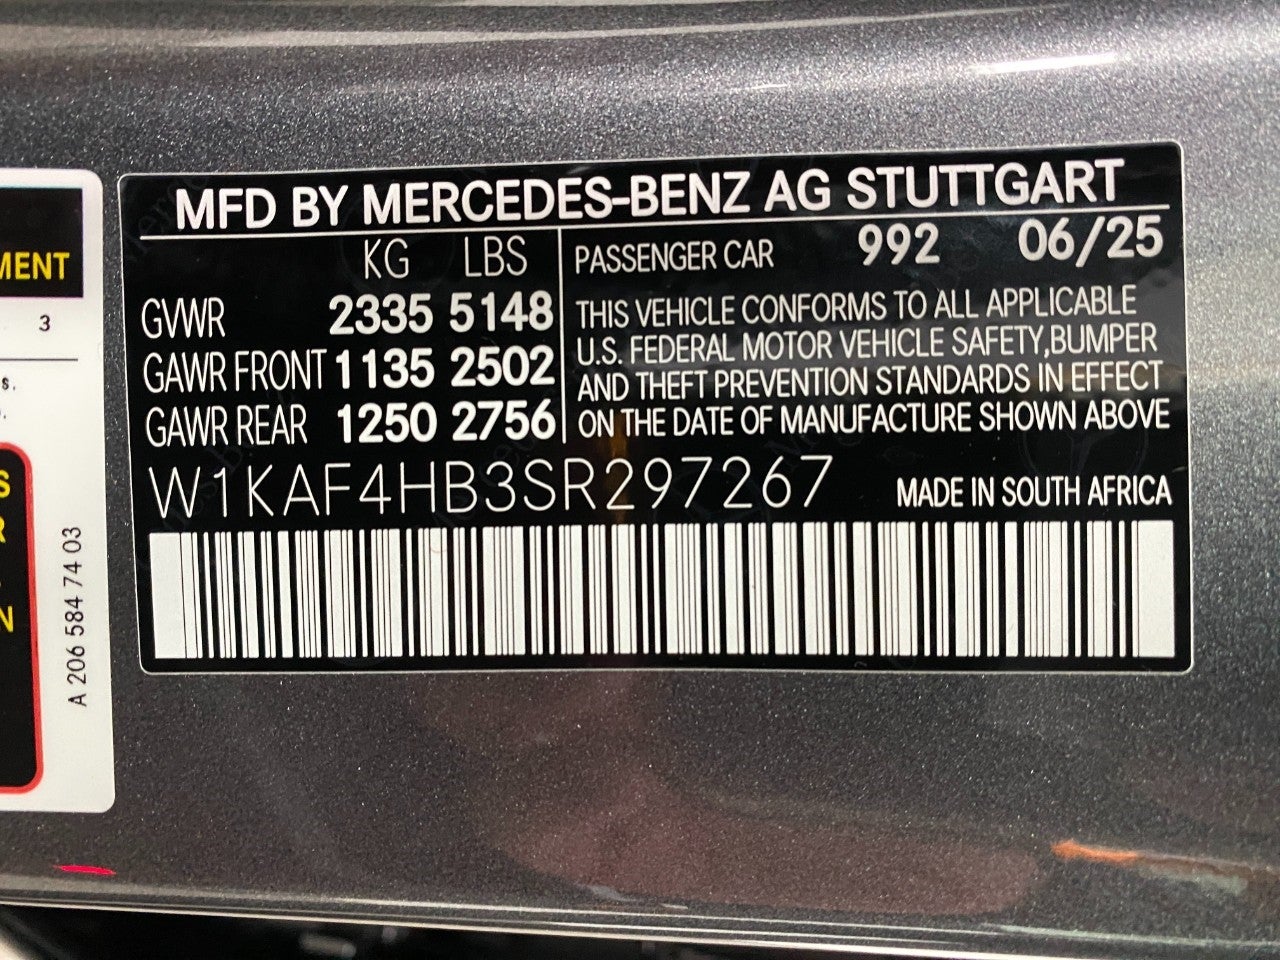 MFD BY MERCEDES-BENZ AG STUTTGART
KG LBS
GVWR 2335 5148
GAWR FRONT 1135 2502
GAWR REAR 1250 2756
PASSENGER CAR 992 06/25
THIS VEHICLE CONFORMS TO ALL APPLICABLE
U.S. FEDERAL MOTOR VEHICLE SAFETY,BUMPER
AND THEFT PREVENTION STANDARDS IN EFFECT
ON THE DATE OF MANUFACTURE SHOWN ABOVE
W1KAF4HB3SR297267 MADE IN SOUTH AFRICA
3
A 206 584 74 03